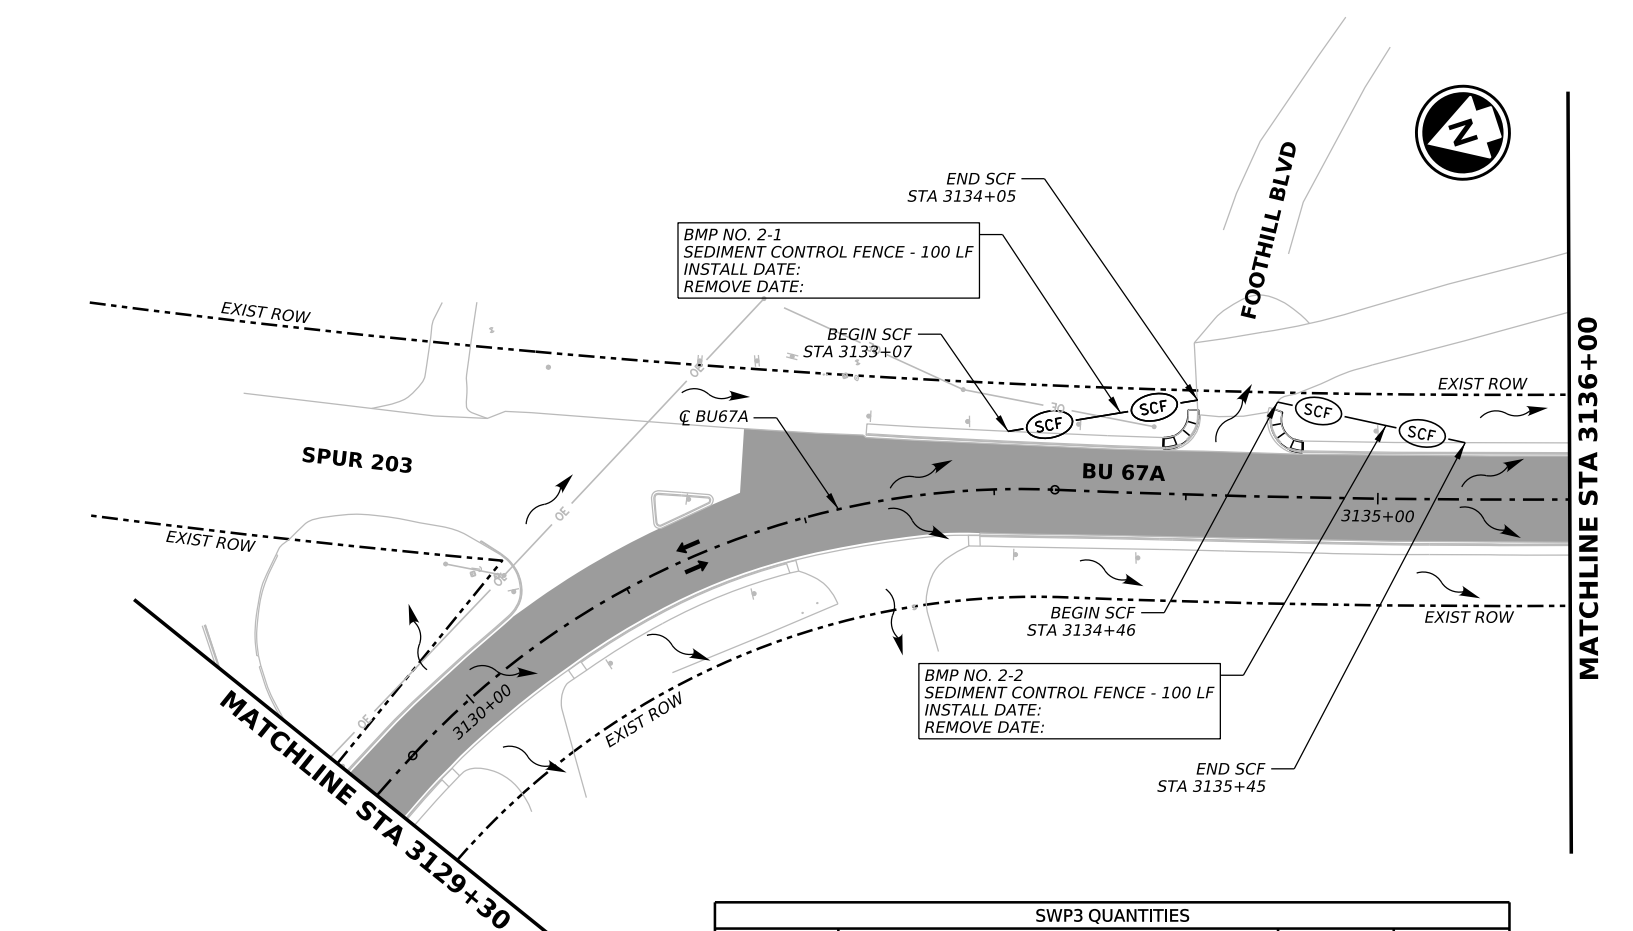 N
FOOTHILL BLVD
END SCF
STA 3134+05
BMP NO. 2-1
SEDIMENT CONTROL FENCE - 100 LF
INSTALL DATE:
REMOVE DATE:
EXIST ROW
BEGIN SCF
STA 3133+07
OE
EXIST ROW
℄ BU67A
SCF
SCF
SCF
SCF
SPUR 203
BU 67A
OE
3135+00
EXIST ROW
OE
MATCHLINE STA 3136+00
BEGIN SCF
STA 3134+46
EXIST ROW
BMP NO. 2-2
SEDIMENT CONTROL FENCE - 100 LF
INSTALL DATE:
REMOVE DATE:
3130+00
EXIST ROW
OE
END SCF
STA 3135+45
MATCHLINE STA 3129+30
SWP3 QUANTITIES